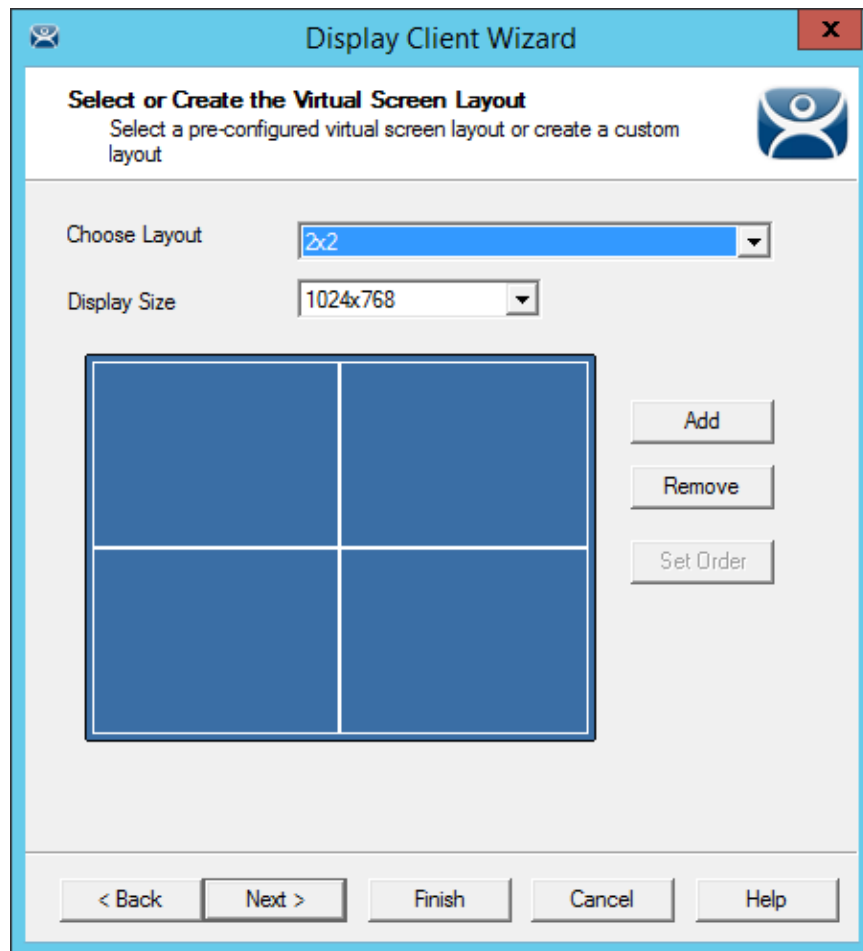 Display Client Wizard
x
Select or Create the Virtual Screen Layout
Select a pre-configured virtual screen layout or create a custom
layout
Choose Layout
2x2
Display Size
1024x768
Add
Remove
Set Order
< Back
Next >
Finish
Cancel
Help